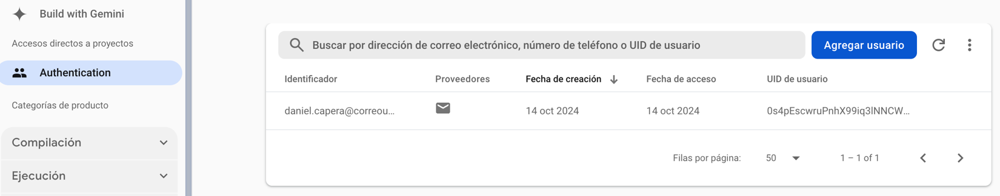 Build with Gemini
Accesos directos a proyectos
Authentication
Categorías de producto
Compilación
Ejecución
Buscar por dirección de correo electrónico, número de teléfono o UID de usuario
Agregar usuario
Identificador Proveedores Fecha de creación Fecha de acceso UID de usuario
daniel.capera@correou... 14 oct 2024 14 oct 2024 0s4pEscwruPnhX99iq3lNNCW...
Filas por página: 50 1 – 1 of 1